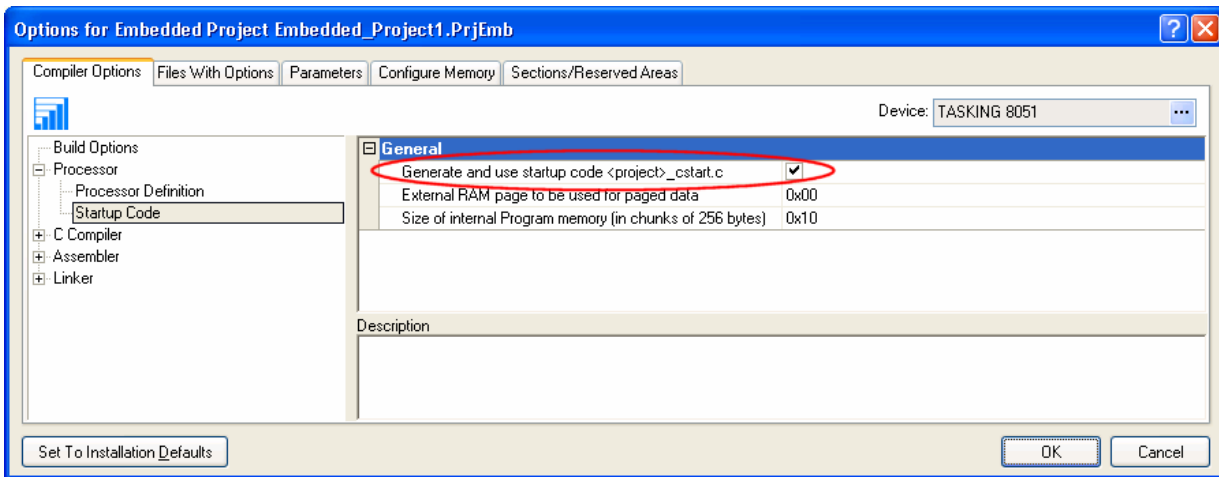 Options for Embedded Project Embedded_Project1.PrjEmb
Compiler Options Files With Options Parameters Configure Memory Sections/Reserved Areas
Device: TASKING 8051 ...
Build Options
Processor
Processor Definition
Startup Code
C Compiler
Assembler
Linker
General
Generate and use startup code <project>_cstart.c
External RAM page to be used for paged data 0x00
Size of internal Program memory (in chunks of 256 bytes) 0x10
Description
Set To Installation Defaults OK Cancel